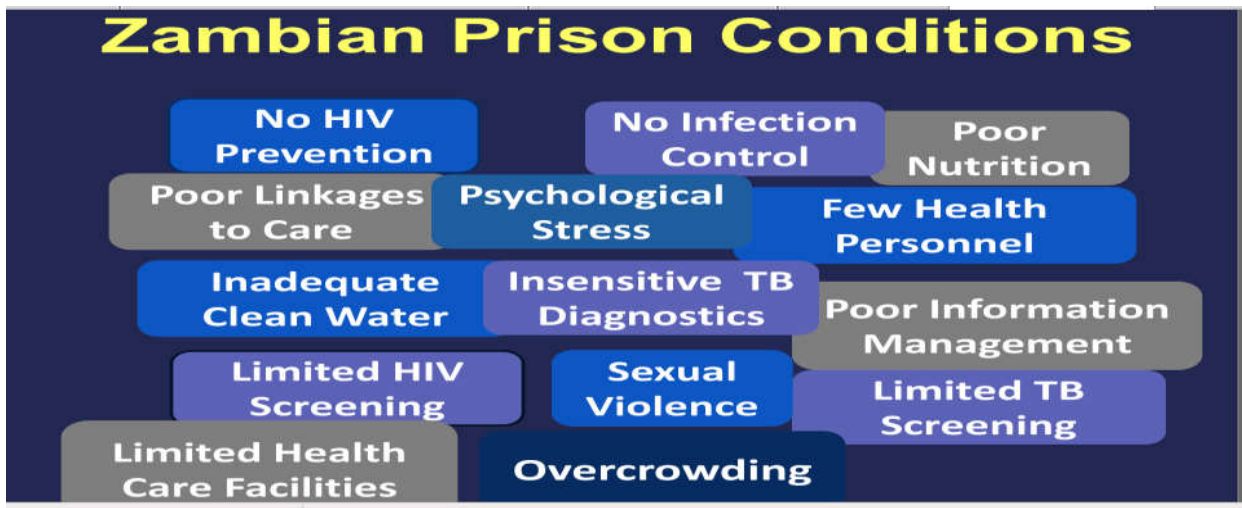 Zambian Prison Conditions
No HIV
Prevention
No Infection
Control
Poor
Nutrition
Poor Linkages
to Care
Psychological
Stress
Few Health
Personnel
Inadequate
Clean Water
Insensitive TB
Diagnostics
Poor Information
Management
Limited HIV
Screening
Sexual
Violence
Limited TB
Screening
Limited Health
Care Facilities
Overcrowding